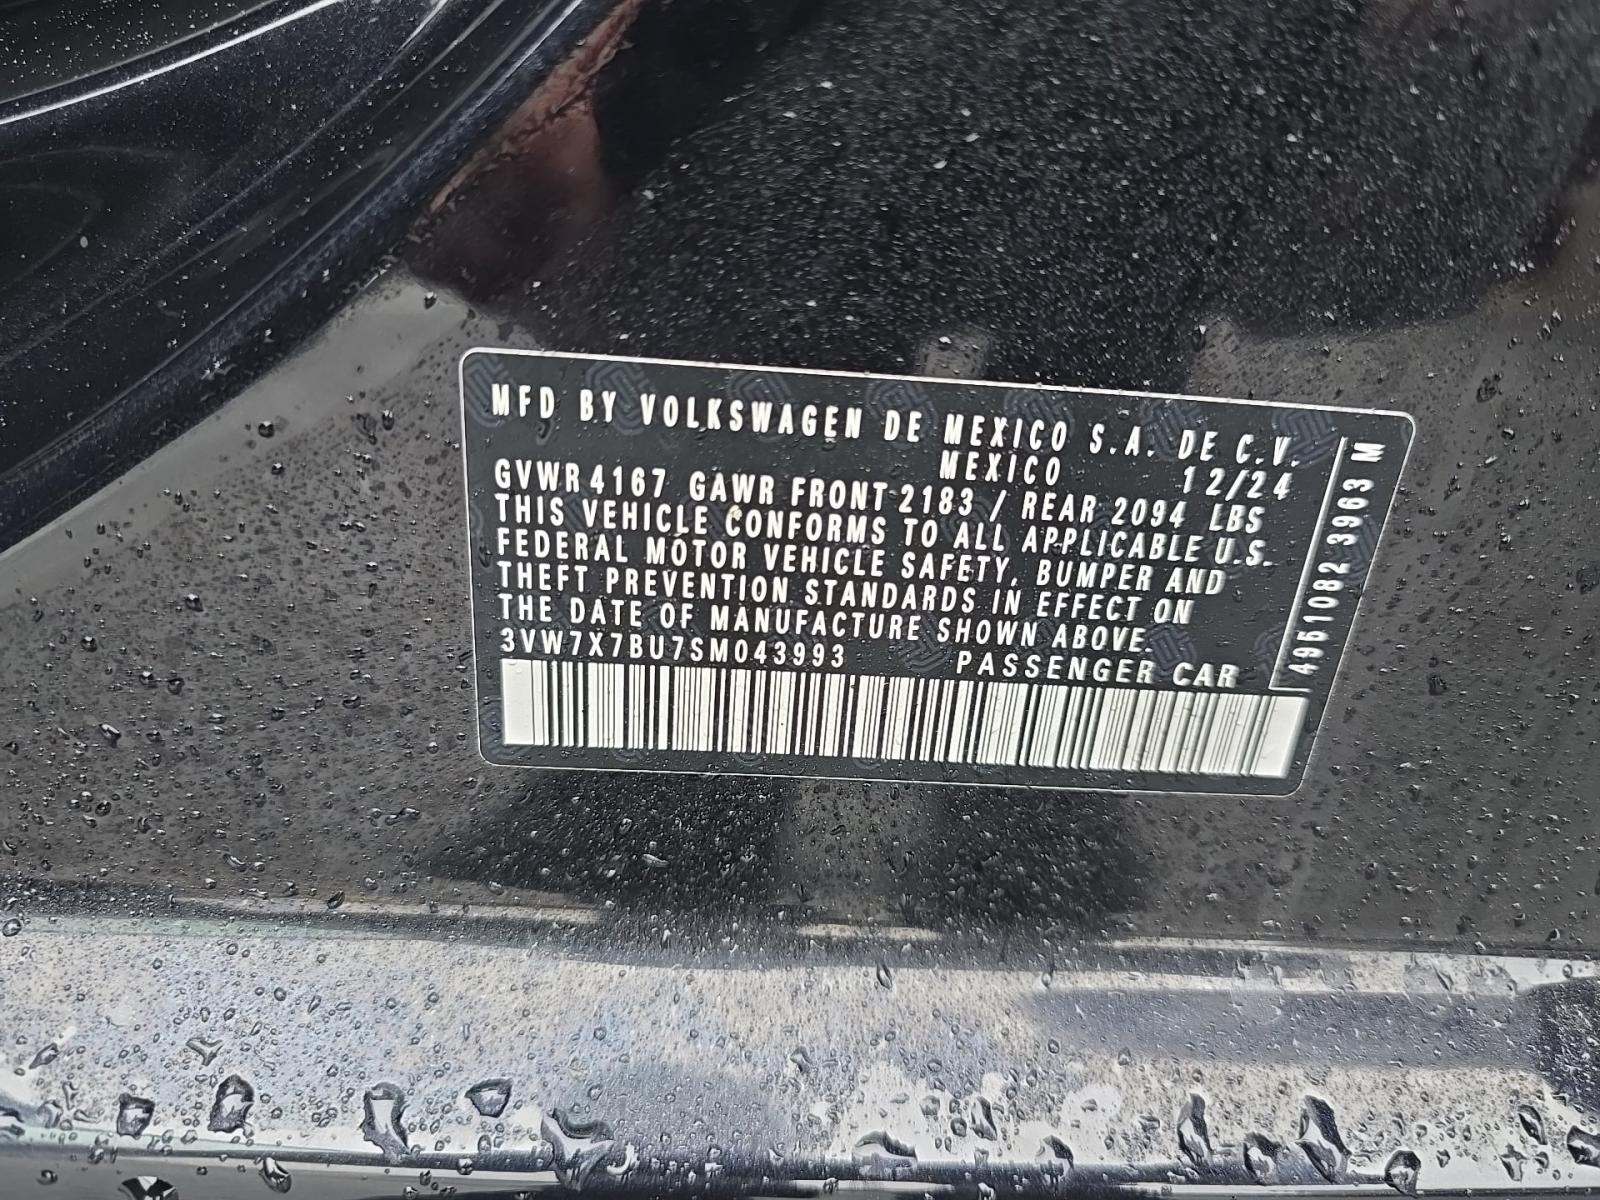 MFD BY VOLKSWAGEN DE MEXICO S.A. DE C.V.
MEXICO 12/24
GVWR 4167 GAWR FRONT 2183 / REAR 2094 LBS
THIS VEHICLE CONFORMS TO ALL APPLICABLE U.S.
FEDERAL MOTOR VEHICLE SAFETY, BUMPER AND
THEFT PREVENTION STANDARDS IN EFFECT ON
THE DATE OF MANUFACTURE SHOWN ABOVE.
3VW7X7BU7SM043993 PASSENGER CAR
4951082 3963 M